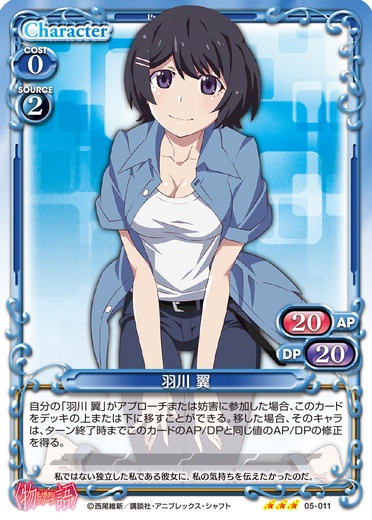 Character
COST
0
SOURCE
2
20 AP
DP 20
羽川 翼
自分の「羽川 翼」がアプローチまたは妨害に参加した場合、このカード
をデッキの上または下に移すことができる。移した場合、そのキャラ
は、ターン終了時までこのカードのAP/DPと同じ値のAP/DPの修正
を得る。
私ではない独立した私である彼女に、私の気持ちを伝えたかったのだ。
物語
©西尾維新／講談社・アニプレックス・シャフト
05-011